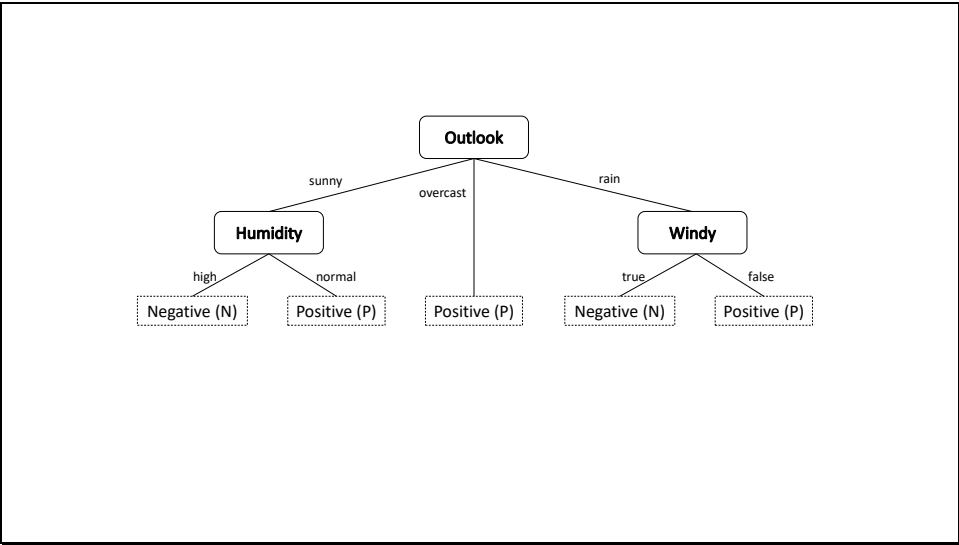 Outlook
sunny
overcast
rain
Humidity
Windy
high
normal
true
false
Negative (N)
Positive (P)
Positive (P)
Negative (N)
Positive (P)